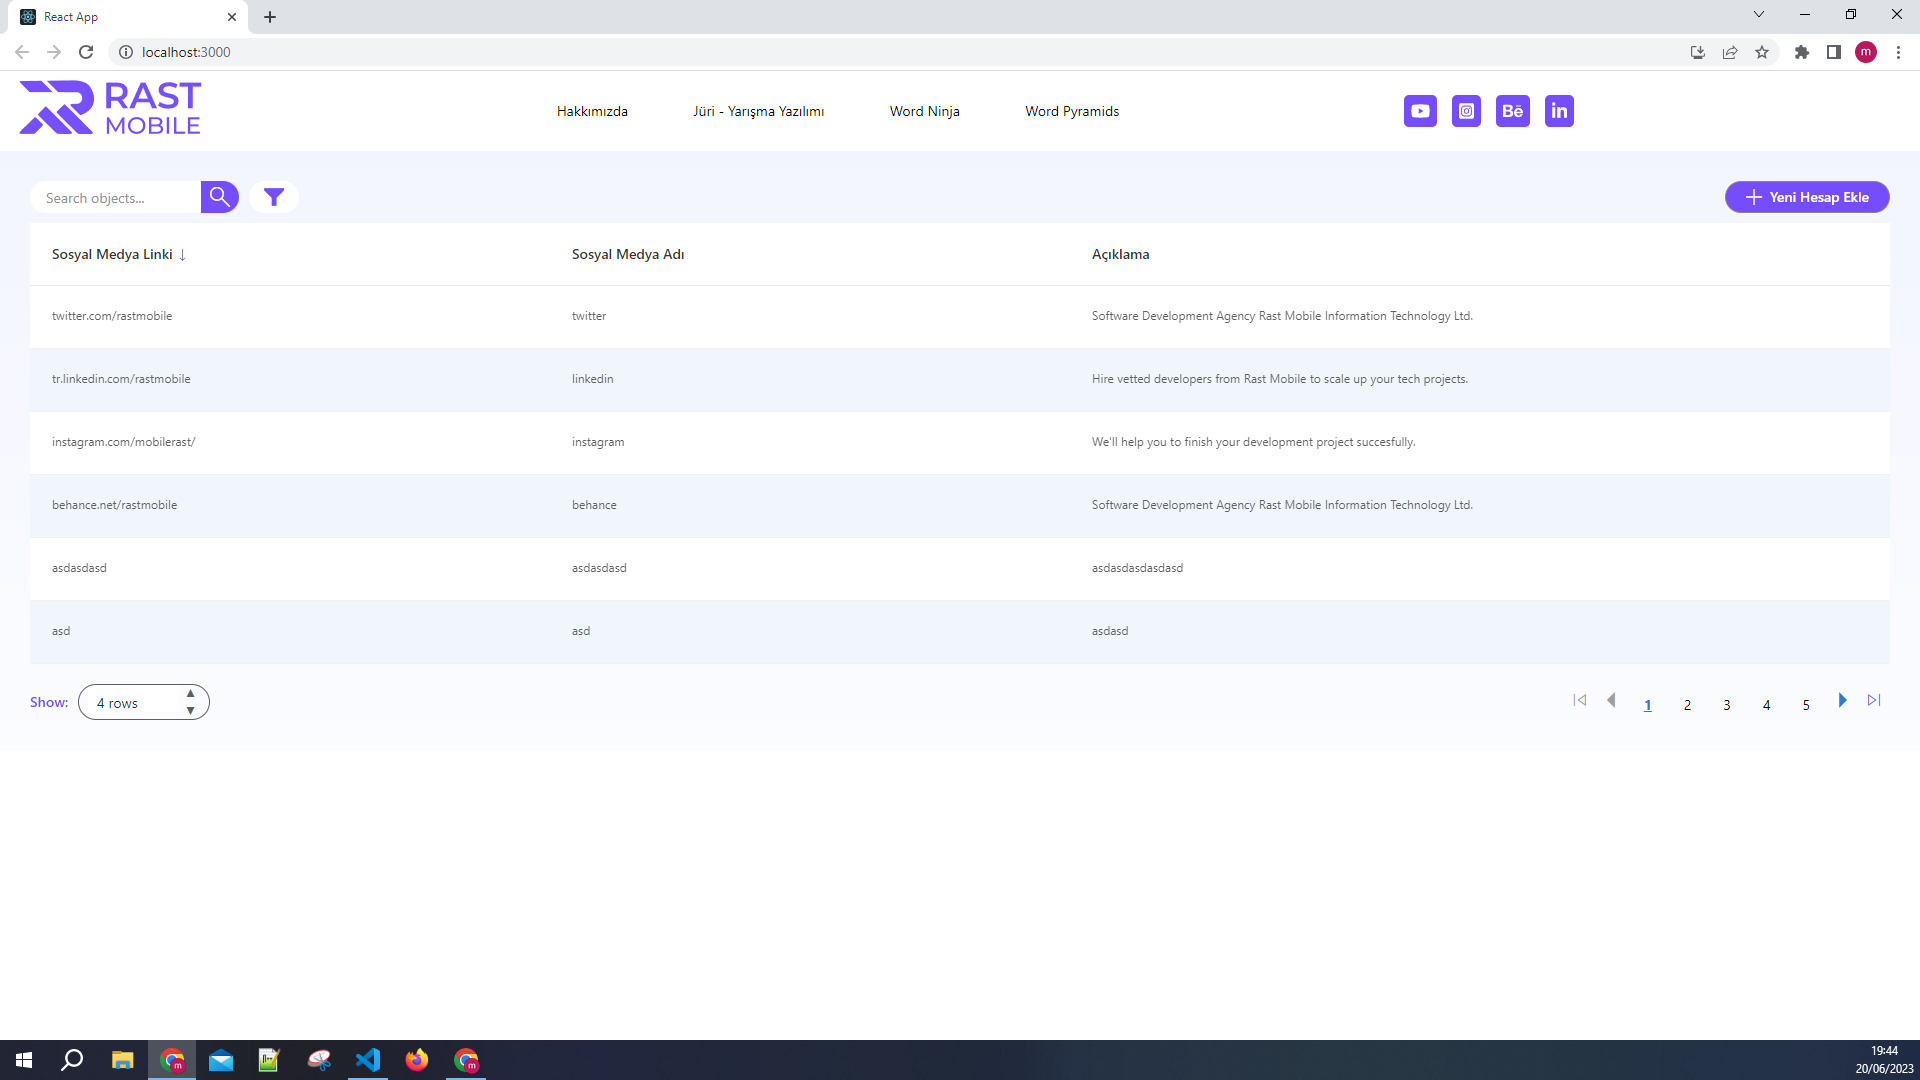 React App
localhost:3000
m
RAST
MOBILE
Hakkımızda
Jüri - Yarışma Yazılımı
Word Ninja
Word Pyramids
Bē
in
Search objects...
Yeni Hesap Ekle
Sosyal Medya Linki ↓ Sosyal Medya Adı Açıklama
twitter.com/rastmobile twitter Software Development Agency Rast Mobile Information Technology Ltd.
tr.linkedin.com/rastmobile linkedin Hire vetted developers from Rast Mobile to scale up your tech projects.
instagram.com/mobilerast/ instagram We'll help you to finish your development project succesfully.
behance.net/rastmobile behance Software Development Agency Rast Mobile Information Technology Ltd.
asdasdasd asdasdasd asdasdasdasdasd
asd asd asdasd
Show: 4 rows 1 2 3 4 5
m
m
19:44
20/06/2023